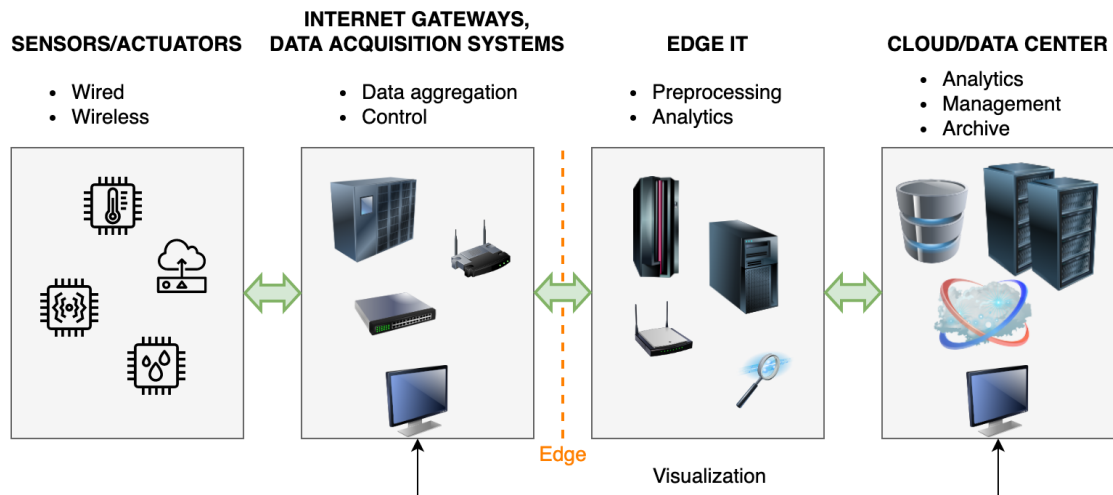 SENSORS/ACTUATORS
Wired
Wireless
INTERNET GATEWAYS,
DATA ACQUISITION SYSTEMS
Data aggregation
Control
EDGE IT
Preprocessing
Analytics
CLOUD/DATA CENTER
Analytics
Management
Archive
Edge
Visualization